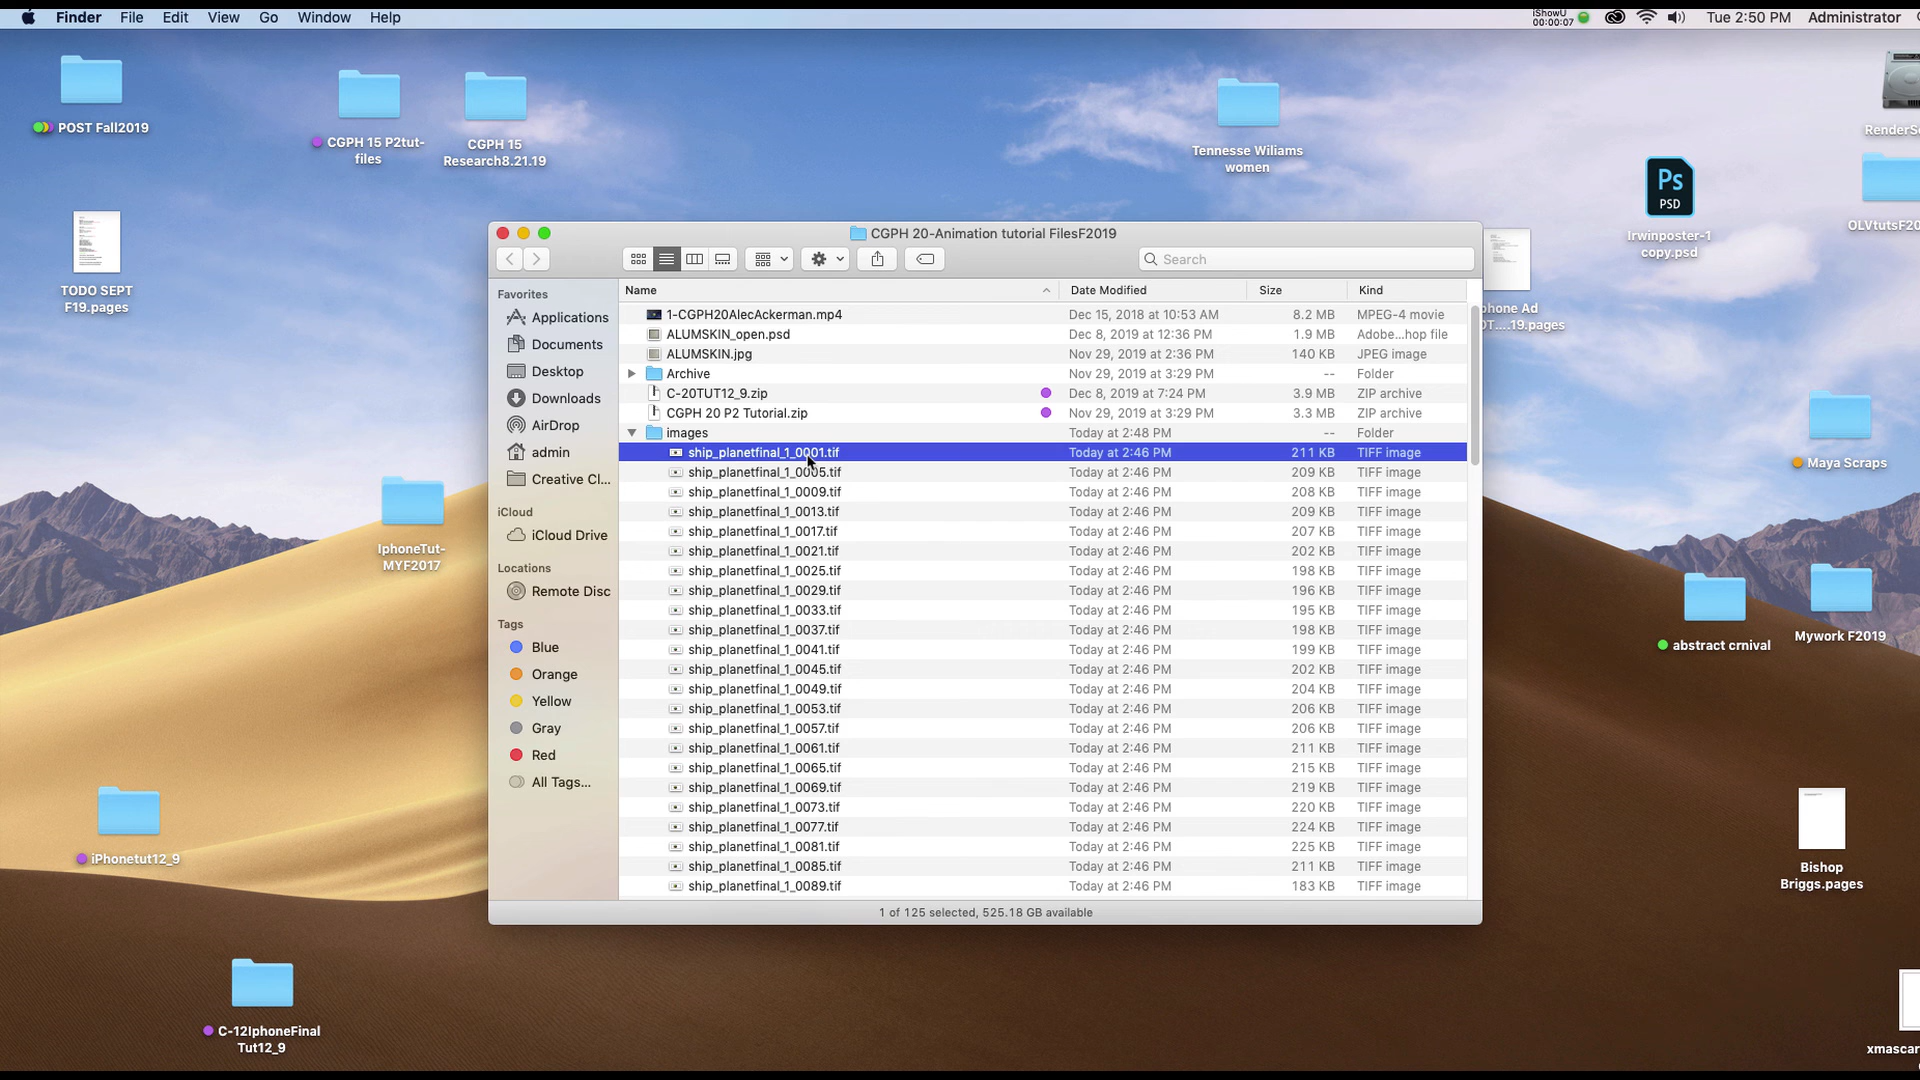 Finder File Edit View Go Window Help
iShowU
00:00:07
Tue 2:50 PM Administrator
POST Fall2019
CGPH 15 P2tut-
files
CGPH 15
Research8.21.19
Tennesse Wiliams
women
Irwinposter-1
copy.psd
Ps
PSD
TODO SEPT
F19.pages
IphoneTut-
MYF2017
iPhonetut12_9
C-12IphoneFinal
Tut12_9
Maya Scraps
abstract crnival
Mywork F2019
Bishop
Briggs.pages
CGPH 20-Animation tutorial FilesF2019
Search
Favorites
Applications
Documents
Desktop
Downloads
AirDrop
admin
Creative Cl...
iCloud
iCloud Drive
Locations
Remote Disc
Tags
Blue
Orange
Yellow
Gray
Red
All Tags...
Name Date Modified Size Kind
1-CGPH20AlecAckerman.mp4 Dec 15, 2018 at 10:53 AM 8.2 MB MPEG-4 movie
ALUMSKIN_open.psd Dec 8, 2019 at 12:36 PM 1.9 MB Adobe...hop file
ALUMSKIN.jpg Nov 29, 2019 at 2:36 PM 140 KB JPEG image
Archive Nov 29, 2019 at 3:29 PM -- Folder
C-20TUT12_9.zip Dec 8, 2019 at 7:24 PM 3.9 MB ZIP archive
CGPH 20 P2 Tutorial.zip Nov 29, 2019 at 3:29 PM 3.3 MB ZIP archive
images Today at 2:48 PM -- Folder
ship_planetfinal_1_0001.tif Today at 2:46 PM 211 KB TIFF image
ship_planetfinal_1_0005.tif Today at 2:46 PM 209 KB TIFF image
ship_planetfinal_1_0009.tif Today at 2:46 PM 208 KB TIFF image
ship_planetfinal_1_0013.tif Today at 2:46 PM 209 KB TIFF image
ship_planetfinal_1_0017.tif Today at 2:46 PM 207 KB TIFF image
ship_planetfinal_1_0021.tif Today at 2:46 PM 202 KB TIFF image
ship_planetfinal_1_0025.tif Today at 2:46 PM 198 KB TIFF image
ship_planetfinal_1_0029.tif Today at 2:46 PM 196 KB TIFF image
ship_planetfinal_1_0033.tif Today at 2:46 PM 195 KB TIFF image
ship_planetfinal_1_0037.tif Today at 2:46 PM 198 KB TIFF image
ship_planetfinal_1_0041.tif Today at 2:46 PM 199 KB TIFF image
ship_planetfinal_1_0045.tif Today at 2:46 PM 202 KB TIFF image
ship_planetfinal_1_0049.tif Today at 2:46 PM 204 KB TIFF image
ship_planetfinal_1_0053.tif Today at 2:46 PM 206 KB TIFF image
ship_planetfinal_1_0057.tif Today at 2:46 PM 206 KB TIFF image
ship_planetfinal_1_0061.tif Today at 2:46 PM 211 KB TIFF image
ship_planetfinal_1_0065.tif Today at 2:46 PM 215 KB TIFF image
ship_planetfinal_1_0069.tif Today at 2:46 PM 219 KB TIFF image
ship_planetfinal_1_0073.tif Today at 2:46 PM 220 KB TIFF image
ship_planetfinal_1_0077.tif Today at 2:46 PM 224 KB TIFF image
ship_planetfinal_1_0081.tif Today at 2:46 PM 225 KB TIFF image
ship_planetfinal_1_0085.tif Today at 2:46 PM 211 KB TIFF image
ship_planetfinal_1_0089.tif Today at 2:46 PM 183 KB TIFF image
1 of 125 selected, 525.18 GB available